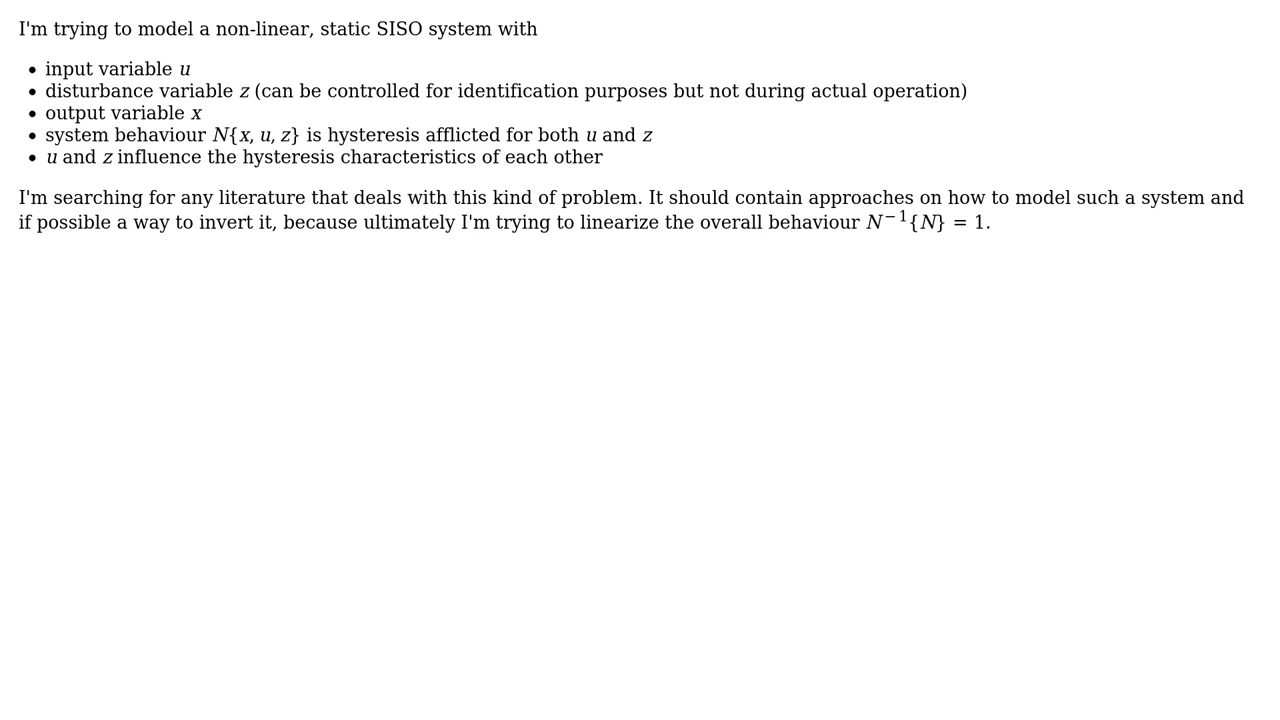 I'm trying to model a non-linear, static SISO system with
• input variable u
• disturbance variable z (can be controlled for identification purposes but not during actual operation)
• output variable x
• system behaviour N{x, u, z} is hysteresis afflicted for both u and z
• u and z influence the hysteresis characteristics of each other
I'm searching for any literature that deals with this kind of problem. It should contain approaches on how to model such a system and
if possible a way to invert it, because ultimately I'm trying to linearize the overall behaviour N⁻¹{N} = 1.